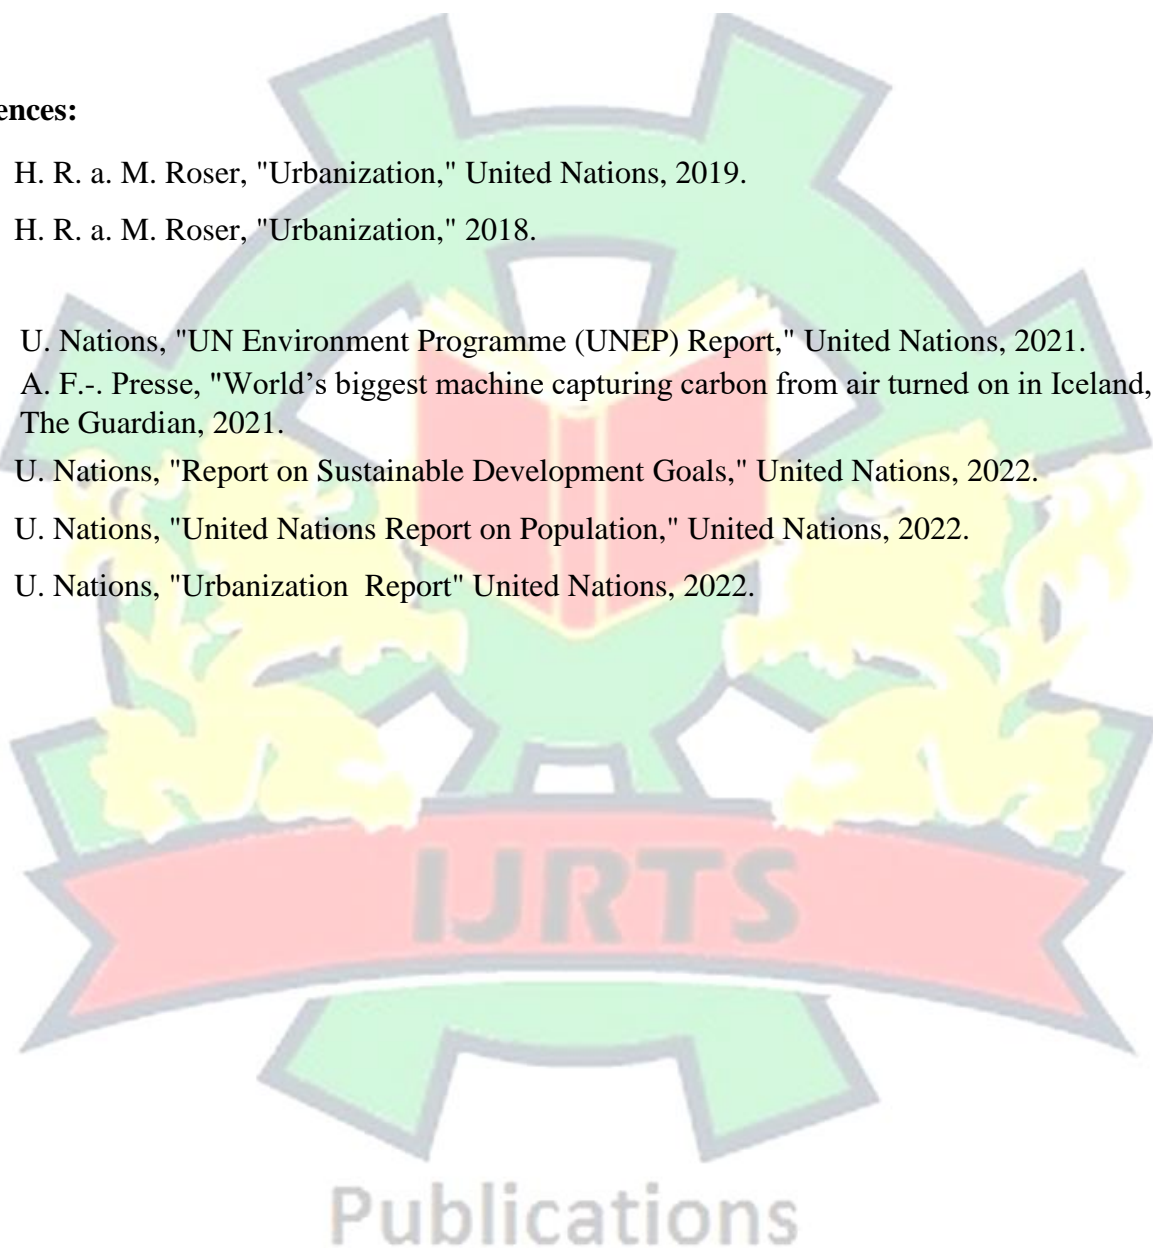 ences:
H. R. a. M. Roser, "Urbanization," United Nations, 2019.
H. R. a. M. Roser, "Urbanization," 2018.
U. Nations, "UN Environment Programme (UNEP) Report," United Nations, 2021.
A. F.-. Presse, "World’s biggest machine capturing carbon from air turned on in Iceland,
The Guardian, 2021.
U. Nations, "Report on Sustainable Development Goals," United Nations, 2022.
U. Nations, "United Nations Report on Population," United Nations, 2022.
U. Nations, "Urbanization  Report" United Nations, 2022.
IJRTS
Publications